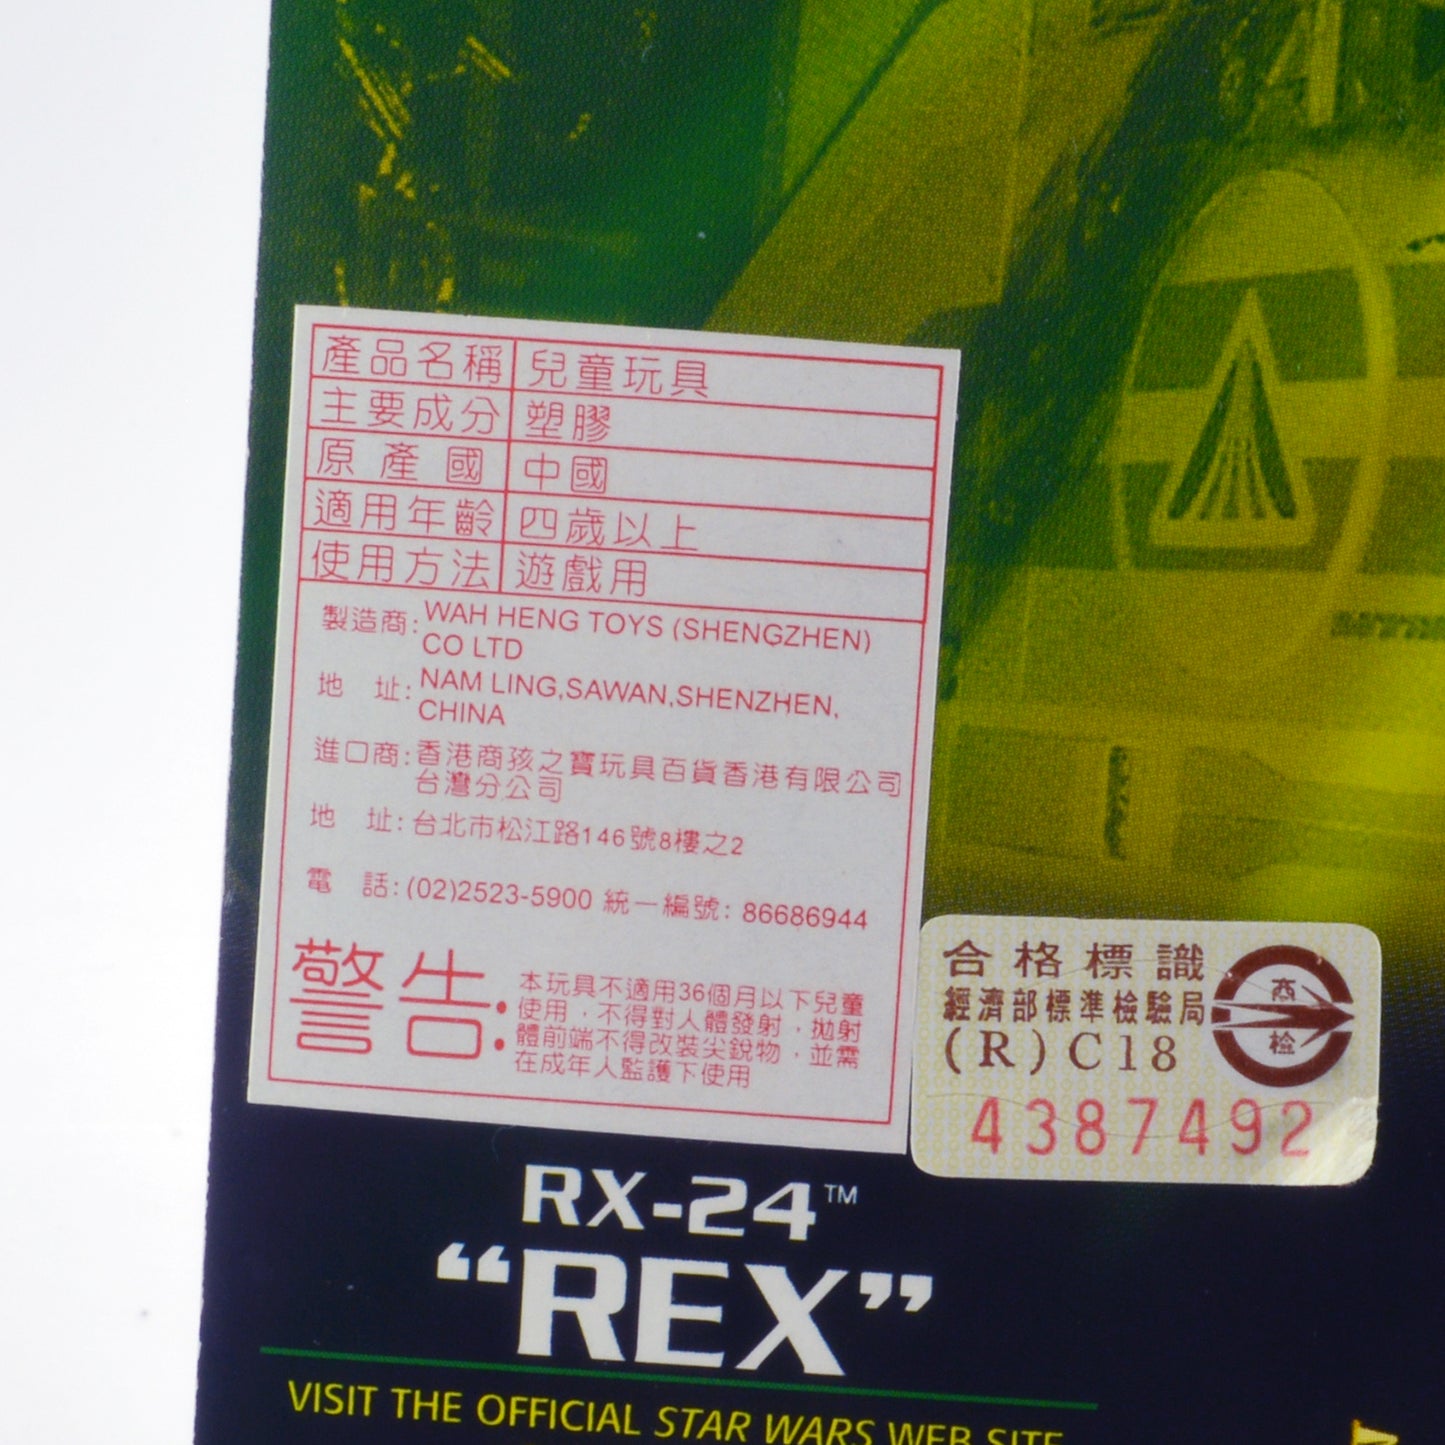 產品名稱 兒童玩具
主要成分 塑膠
原產國 中國
適用年齡 四歲以上
使用方法 遊戲用
製造商: WAH HENG TOYS (SHENGZHEN)
CO LTD
地 址: NAM LING,SAWAN,SHENZHEN,
CHINA
進口商: 香港商孩之寶玩具百貨香港有限公司
台灣分公司
地 址: 台北市松江路146號8樓之2
電 話: (02)2523-5900 統一編號: 86686944
警告:
本玩具不適用36個月以下兒童
使用，不得對人體發射，拋射
體前端不得改裝尖銳物，並需
在成年人監護下使用
合格標識
經濟部標準檢驗局
(R) C18
商
检
4387492
RX-24™
“REX”
VISIT THE OFFICIAL STAR WARS WEB SITE